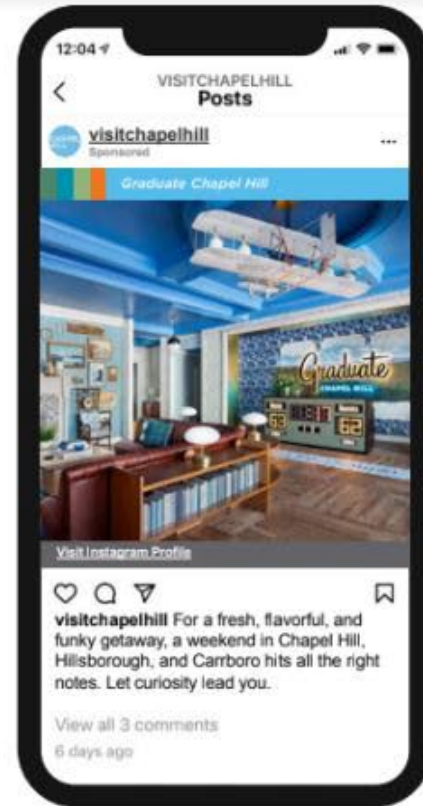 12:04
VISITCHAPELHILL
Posts
visitchapelhill
Sponsored
Graduate Chapel Hill
Graduate
CHAPEL HILL
Visit Instagram Profile
visitchapelhill For a fresh, flavorful, and
funky getaway, a weekend in Chapel Hill,
Hillsborough, and Carrboro hits all the right
notes. Let curiosity lead you.
View all 3 comments
6 days ago